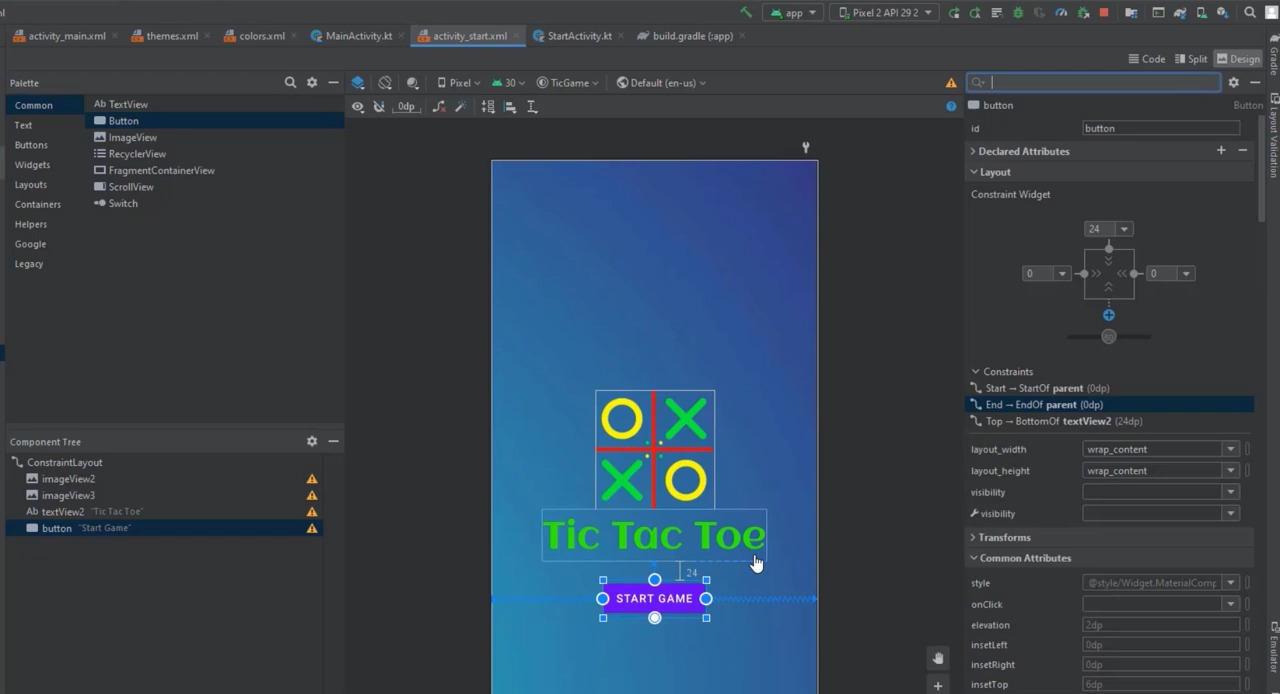 nl
app
Pixel 2 API 29 2
activity_main.xml
themes.xml
colors.xml
MainActivity.kt
activity_start.xml
StartActivity.kt
build.gradle (:app)
Code
Split
Design
Gradle
Palette
Pixel
30
TicGame
Default (en-us)
Common
Ab TextView
button
Button
Text
Button
0dp
id
button
Buttons
ImageView
Declared Attributes
Layout Validation
Widgets
RecyclerView
Layout
Layouts
FragmentContainerView
Constraint Widget
Containers
ScrollView
Helpers
Switch
24
Google
Legacy
0
0
50
Constraints
Start → StartOf parent (0dp)
End → EndOf parent (0dp)
Top → BottomOf textView2 (24dp)
Component Tree
layout_width
wrap_content
ConstraintLayout
layout_height
wrap_content
imageView2
visibility
imageView3
visibility
Ab textView2 "Tic Tac Toe"
button "Start Game"
Tic Tac Toe
Transforms
Common Attributes
24
style
@style/Widget.MaterialComp
START GAME
onClick
elevation
2dp
insetLeft
0dp
insetRight
0dp
insetTop
6dp
Emulator